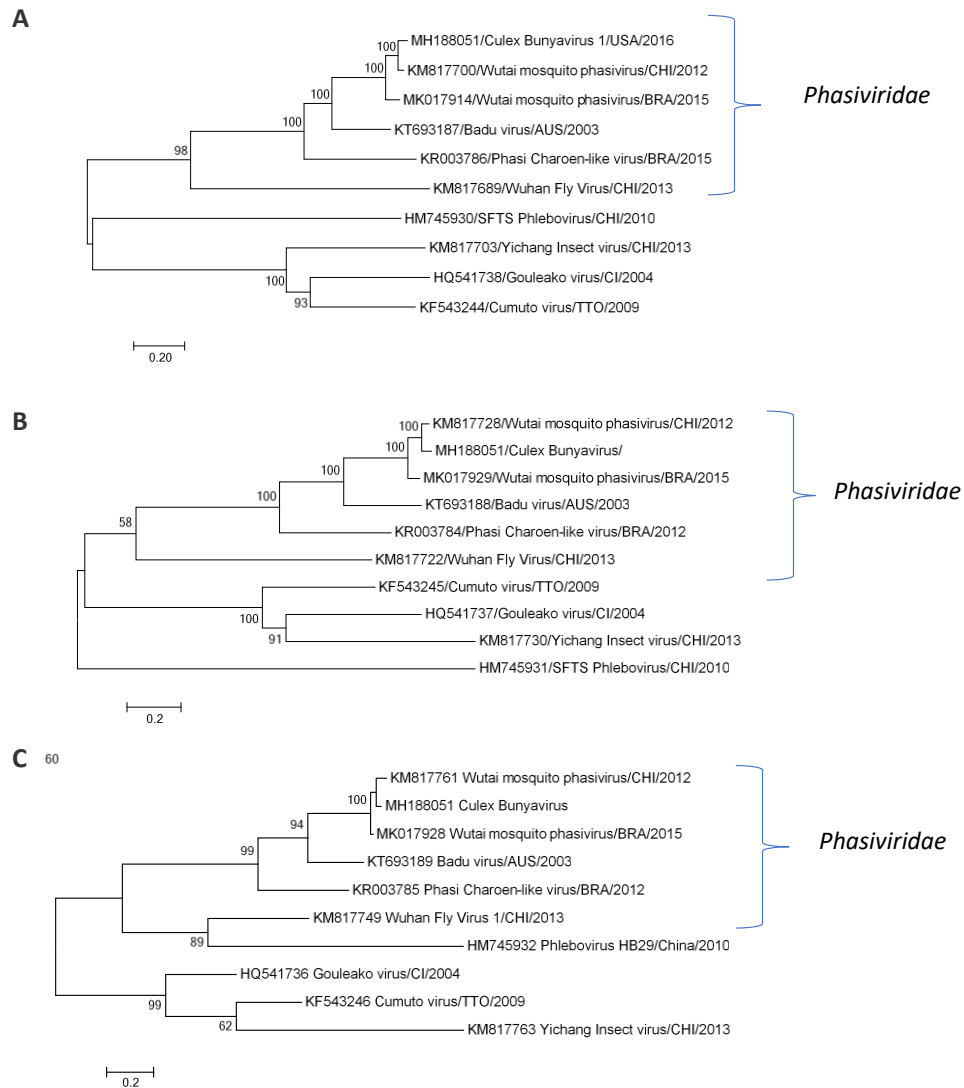 A
100
MH188051/Culex Bunyavirus 1/USA/2016
100
KM817700/Wutai mosquito phasivirus/CHI/2012
100
MK017914/Wutai mosquito phasivirus/BRA/2015
100
KT693187/Badu virus/AUS/2003
98
KR003786/Phasi Charoen-like virus/BRA/2015
KM817689/Wuhan Fly Virus/CHI/2013
Phasiviridae
HM745930/SFTS Phlebovirus/CHI/2010
KM817703/Yichang Insect virus/CHI/2013
100
HQ541738/Gouleako virus/CI/2004
93
KF543244/Cumuto virus/TTO/2009
0.20
B
100
KM817728/Wutai mosquito phasivirus/CHI/2012
100
MH188051/Culex Bunyavirus/
100
MK017929/Wutai mosquito phasivirus/BRA/2015
100
KT693188/Badu virus/AUS/2003
58
KR003784/Phasi Charoen-like virus/BRA/2012
KM817722/Wuhan Fly Virus/CHI/2013
Phasiviridae
KF543245/Cumuto virus/TTO/2009
100
HQ541737/Gouleako virus/CI/2004
91
KM817730/Yichang Insect virus/CHI/2013
HM745931/SFTS Phlebovirus/CHI/2010
0.2
C
60
KM817761 Wutai mosquito phasivirus/CHI/2012
100
MH188051 Culex Bunyavirus
94
MK017928 Wutai mosquito phasivirus/BRA/2015
99
KT693189 Badu virus/AUS/2003
KR003785 Phasi Charoen-like virus/BRA/2012
KM817749 Wuhan Fly Virus 1/CHI/2013
Phasiviridae
89
HM745932 Phlebovirus HB29/China/2010
HQ541736 Gouleako virus/CI/2004
99
KF543246 Cumuto virus/TTO/2009
62
KM817763 Yichang Insect virus/CHI/2013
0.2